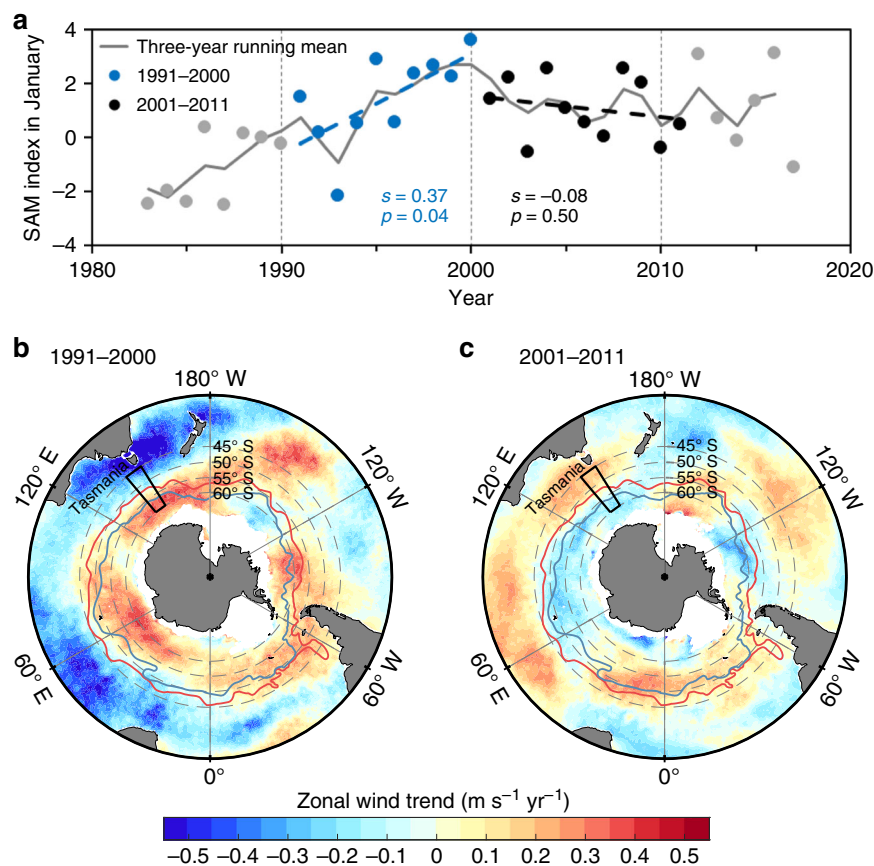 a
4
2
0
−2
−4
SAM index in January
Three-year running mean
1991–2000
2001–2011
s = 0.37
p = 0.04
s = −0.08
p = 0.50
1980
1990
2000
2010
2020
Year
b
1991–2000
180° W
120° E
120° W
45° S
50° S
55° S
60° S
Tasmania
60° E
60° W
0°
c
2001–2011
180° W
120° E
120° W
45° S
50° S
55° S
60° S
Tasmania
60° E
60° W
0°
Zonal wind trend (m s⁻¹ yr⁻¹)
−0.5 −0.4 −0.3 −0.2 −0.1 0 0.1 0.2 0.3 0.4 0.5